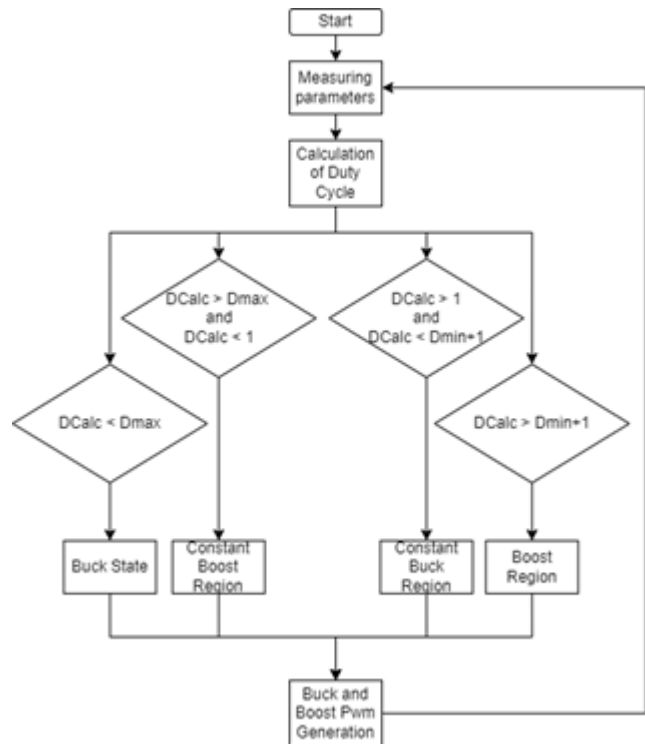 Start
Measuring
parameters
Calculation
of Duty
Cycle
DCalc > Dmax
and
DCalc < 1
DCalc > 1
and
DCalc < Dmin+1
DCalc < Dmax
DCalc > Dmin+1
Buck State
Constant
Boost
Region
Constant
Buck
Region
Boost
Region
Buck and
Boost Pwm
Generation